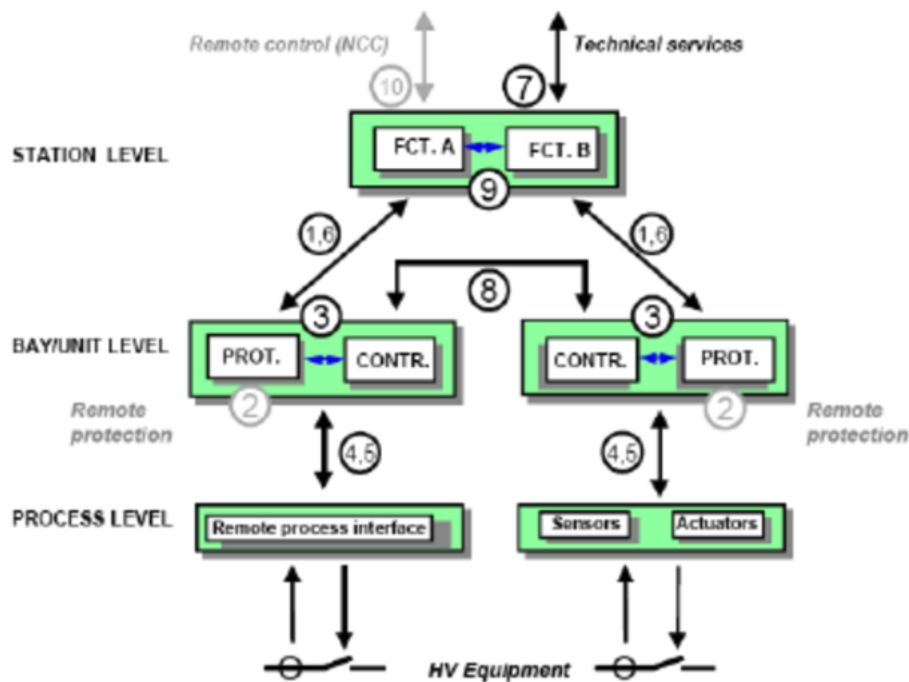 Remote control (NCC)
Technical services
10
7
STATION LEVEL
FCT. A
FCT. B
9
1,6
1,6
8
3
3
BAY/UNIT LEVEL
PROT.
CONTR.
CONTR.
PROT.
2
2
Remote
protection
Remote
protection
4,5
4,5
PROCESS LEVEL
Remote process interface
Sensors
Actuators
HV Equipment